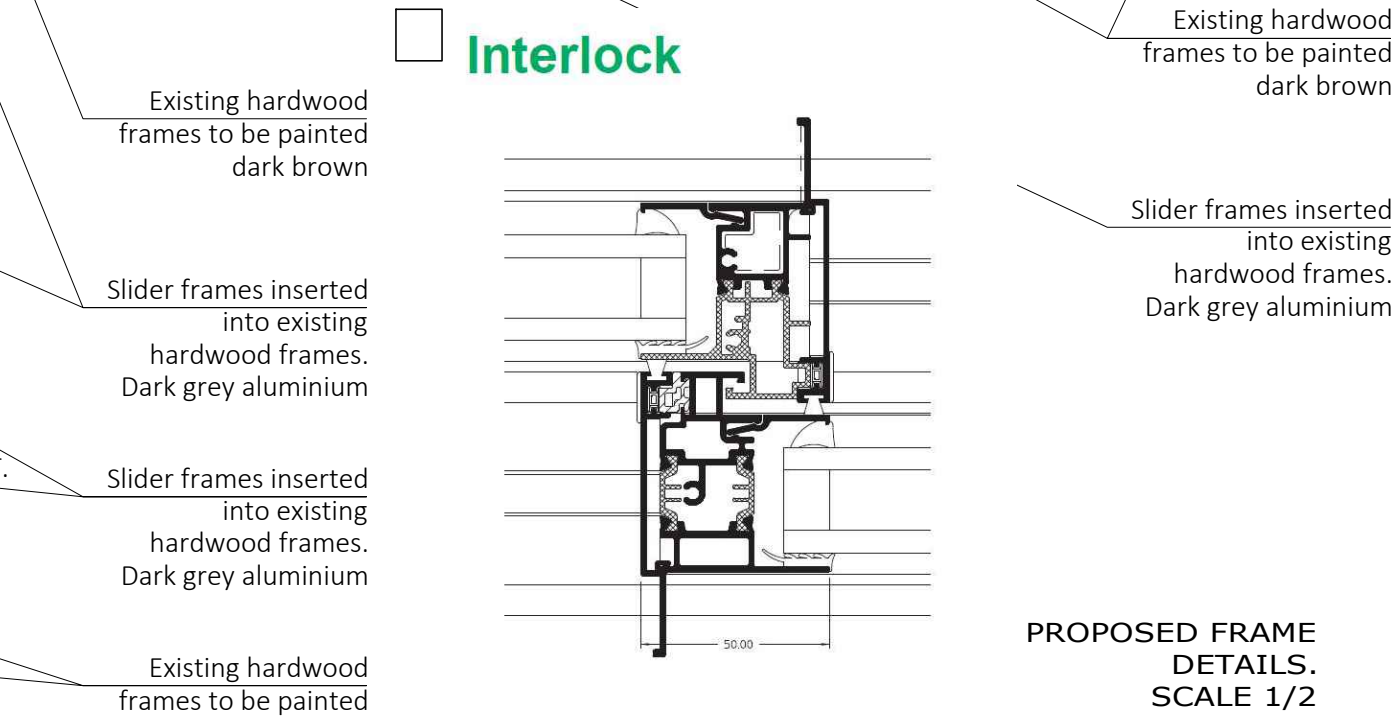 Interlock
Existing hardwood
frames to be painted
dark brown
Slider frames inserted
into existing
hardwood frames.
Dark grey aluminium
Slider frames inserted
into existing
hardwood frames.
Dark grey aluminium
Existing hardwood
frames to be painted
50.00
Existing hardwood
frames to be painted
dark brown
Slider frames inserted
into existing
hardwood frames.
Dark grey aluminium
PROPOSED FRAME
DETAILS.
SCALE 1/2